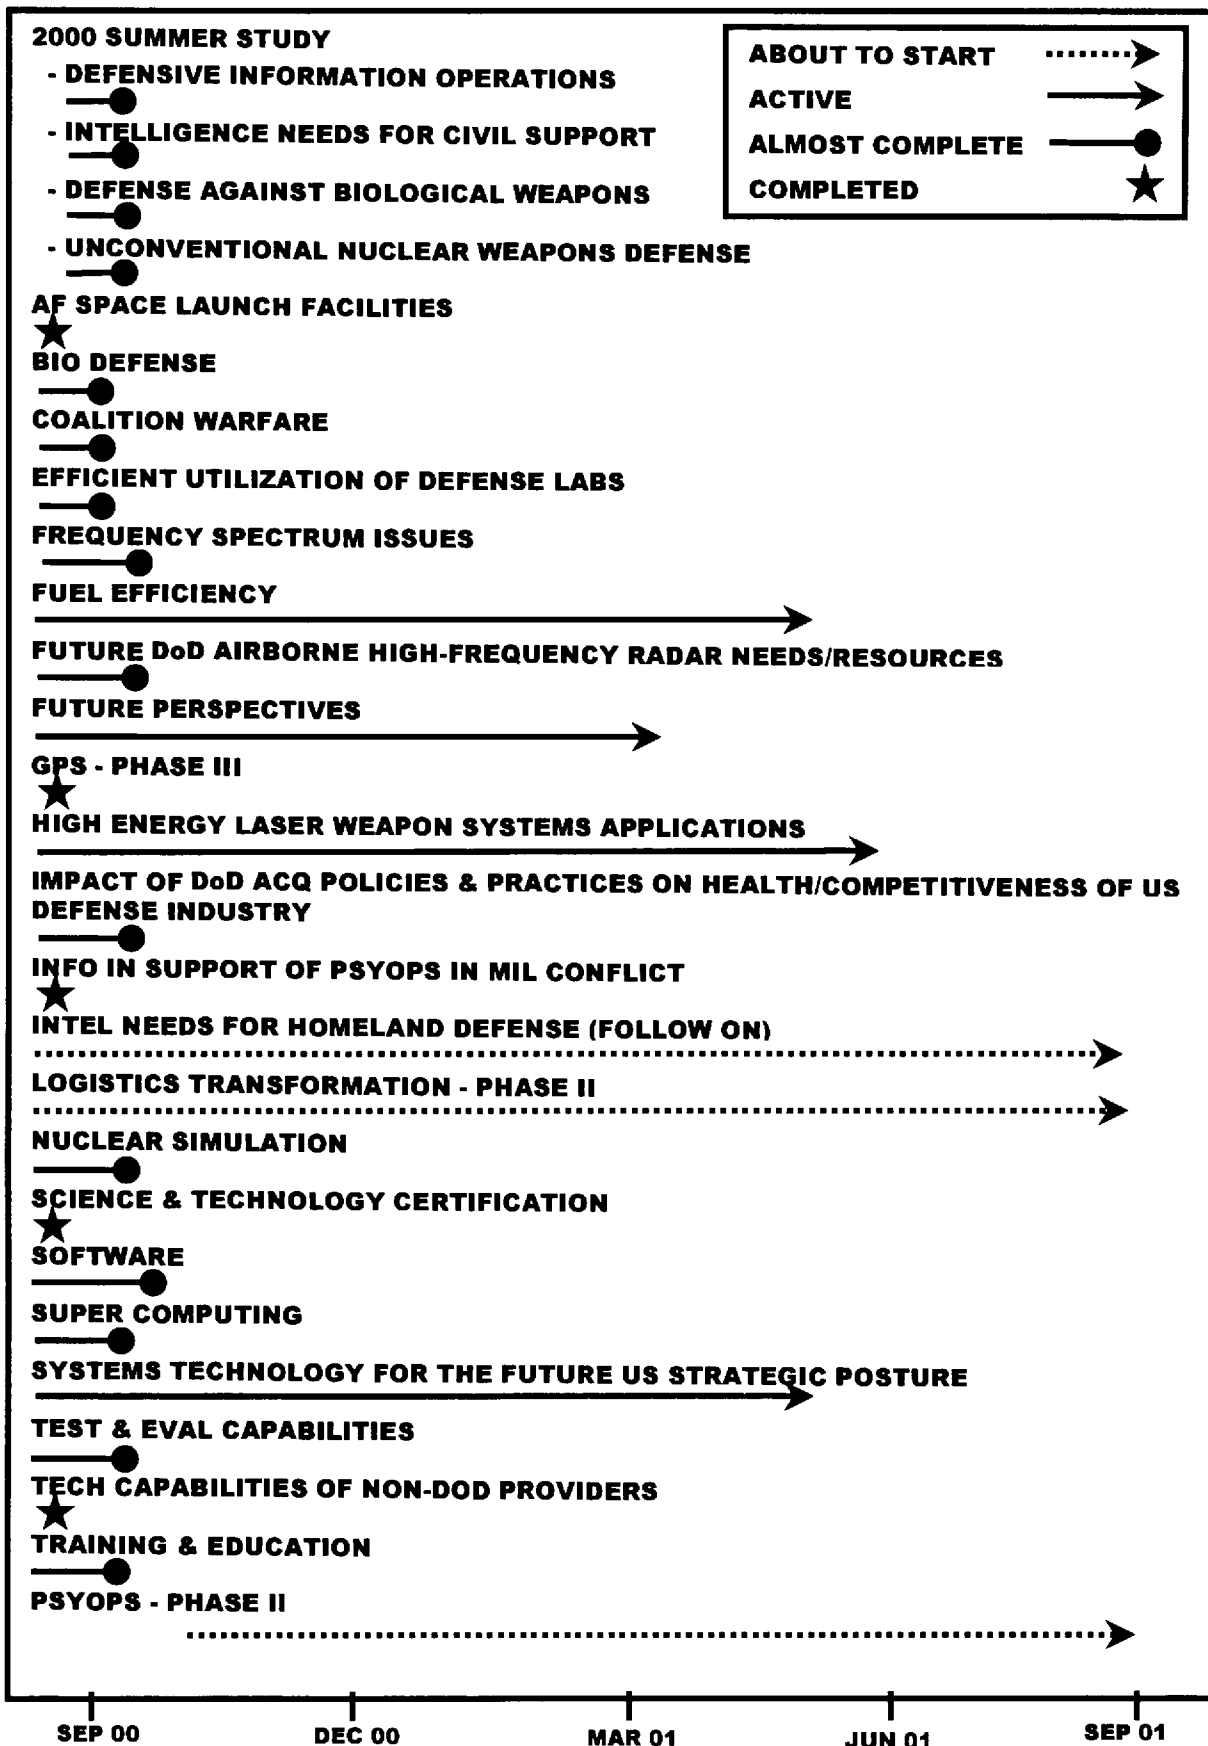 2000 SUMMER STUDY
- DEFENSIVE INFORMATION OPERATIONS
- INTELLIGENCE NEEDS FOR CIVIL SUPPORT
- DEFENSE AGAINST BIOLOGICAL WEAPONS
- UNCONVENTIONAL NUCLEAR WEAPONS DEFENSE
ABOUT TO START
ACTIVE
ALMOST COMPLETE
COMPLETED
AF SPACE LAUNCH FACILITIES
BIO DEFENSE
COALITION WARFARE
EFFICIENT UTILIZATION OF DEFENSE LABS
FREQUENCY SPECTRUM ISSUES
FUEL EFFICIENCY
FUTURE DoD AIRBORNE HIGH-FREQUENCY RADAR NEEDS/RESOURCES
FUTURE PERSPECTIVES
GPS - PHASE III
HIGH ENERGY LASER WEAPON SYSTEMS APPLICATIONS
IMPACT OF DoD ACQ POLICIES & PRACTICES ON HEALTH/COMPETITIVENESS OF US
DEFENSE INDUSTRY
INFO IN SUPPORT OF PSYOPS IN MIL CONFLICT
INTEL NEEDS FOR HOMELAND DEFENSE (FOLLOW ON)
LOGISTICS TRANSFORMATION - PHASE II
NUCLEAR SIMULATION
SCIENCE & TECHNOLOGY CERTIFICATION
SOFTWARE
SUPER COMPUTING
SYSTEMS TECHNOLOGY FOR THE FUTURE US STRATEGIC POSTURE
TEST & EVAL CAPABILITIES
TECH CAPABILITIES OF NON-DOD PROVIDERS
TRAINING & EDUCATION
PSYOPS - PHASE II
SEP 00
DEC 00
MAR 01
JUN 01
SEP 01